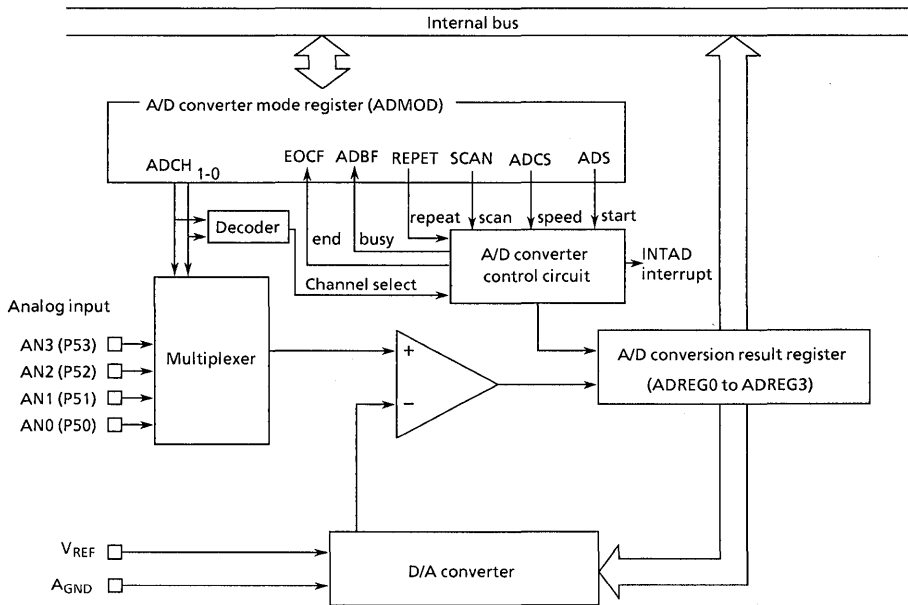 Internal bus
A/D converter mode register (ADMOD)
ADCH 1-0
EOCF ADBF REPET SCAN ADCS ADS
repeat scan speed start
Decoder
end busy
A/D converter
control circuit
INTAD
interrupt
Channel select
Analog input
AN3 (P53)
AN2 (P52)
AN1 (P51)
AN0 (P50)
Multiplexer
+
−
A/D conversion result register
(ADREG0 to ADREG3)
VREF
AGND
D/A converter